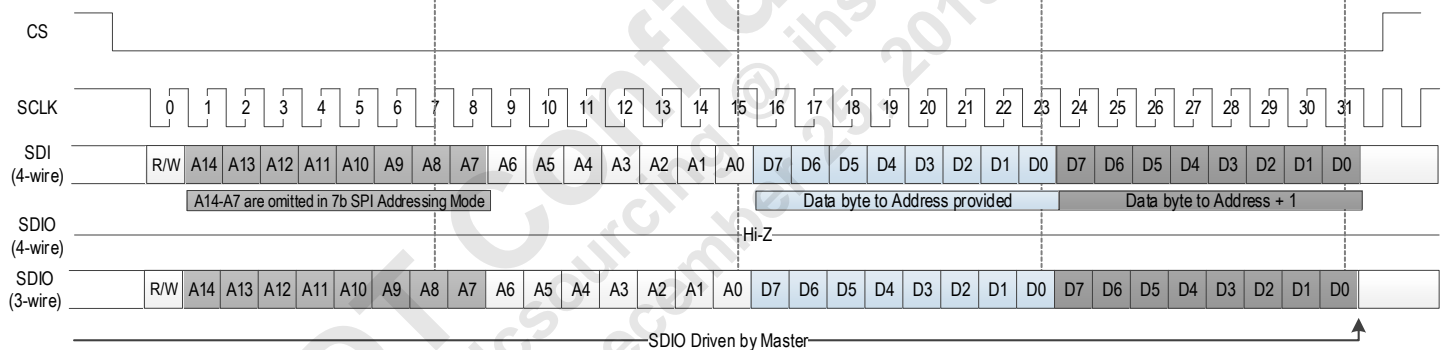 CS
SCLK 0 1 2 3 4 5 6 7 8 9 10 11 12 13 14 15 16 17 18 19 20 21 22 23 24 25 26 27 28 29 30 31
SDI
(4-wire)
R/W A14 A13 A12 A11 A10 A9 A8 A7 A6 A5 A4 A3 A2 A1 A0 D7 D6 D5 D4 D3 D2 D1 D0 D7 D6 D5 D4 D3 D2 D1 D0
A14-A7 are omitted in 7b SPI Addressing Mode Data byte to Address provided Data byte to Address + 1
SDIO
(4-wire)
Hi-Z
SDIO
(3-wire)
R/W A14 A13 A12 A11 A10 A9 A8 A7 A6 A5 A4 A3 A2 A1 A0 D7 D6 D5 D4 D3 D2 D1 D0 D7 D6 D5 D4 D3 D2 D1 D0
SDIO Driven by Master